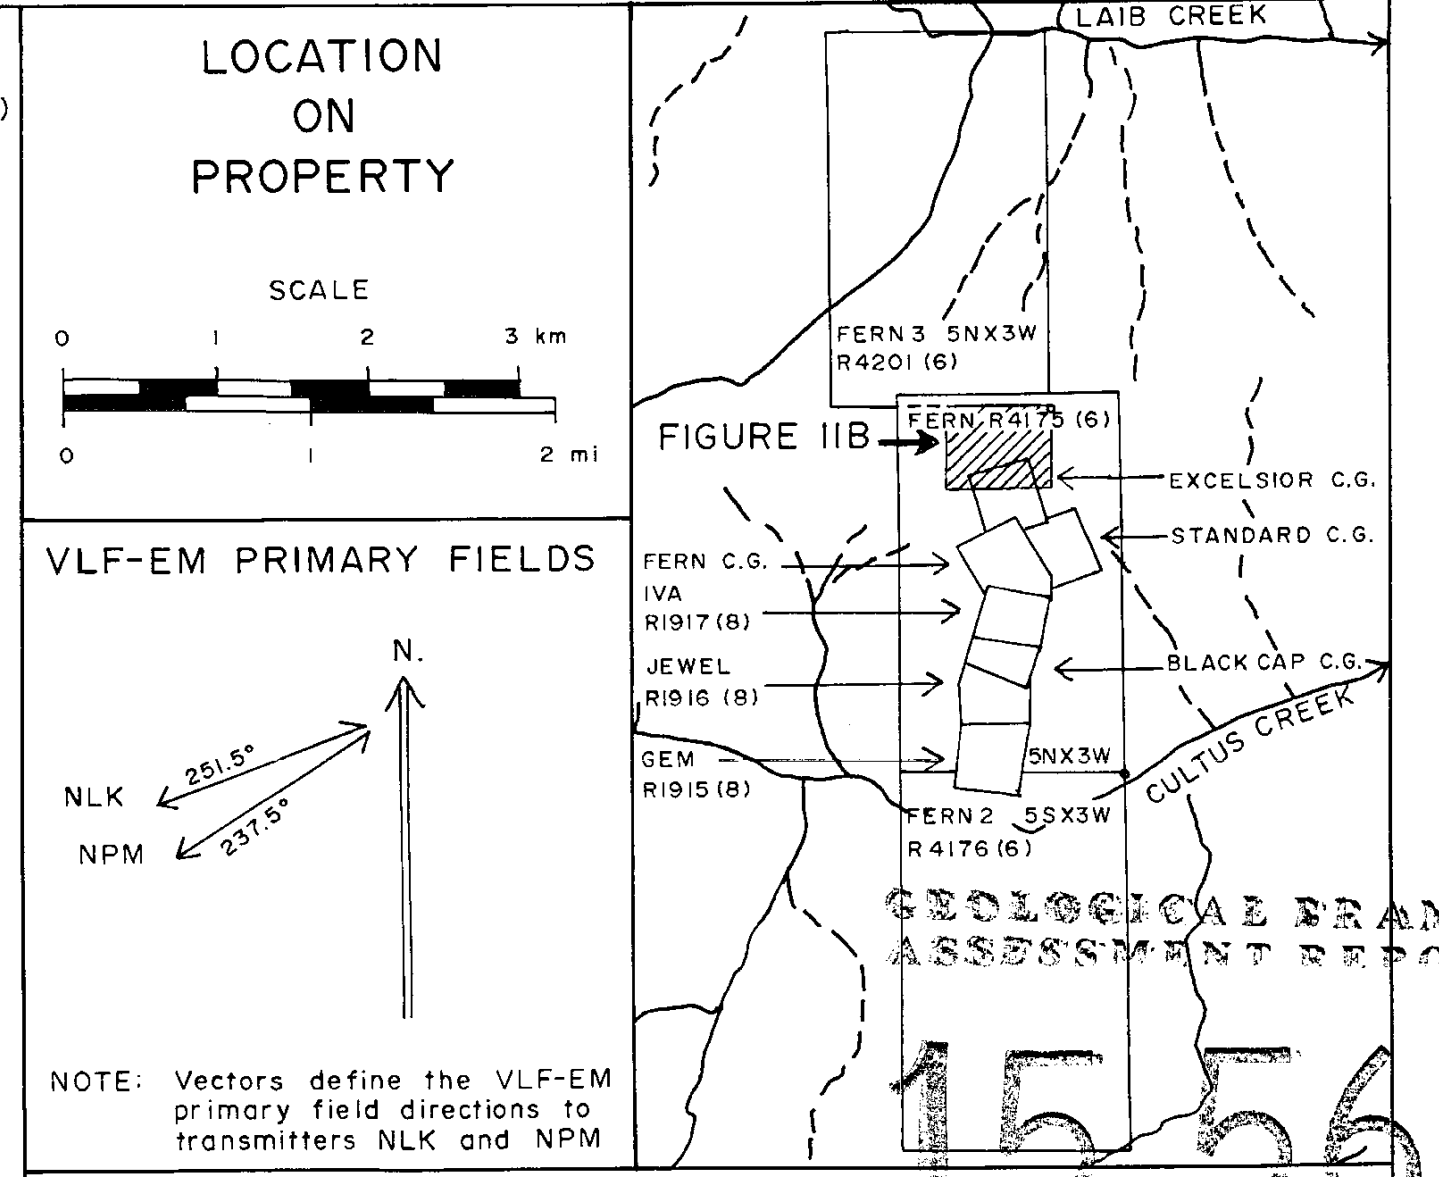 LOCATION
ON
PROPERTY
SCALE
0 1 2 3 km
0 1 2 mi
VLF-EM PRIMARY FIELDS
N.
251.5°
NLK
237.5°
NPM
NOTE: Vectors define the VLF-EM
primary field directions to
transmitters NLK and NPM
LAIB CREEK
FERN 3 5NX3W
R4201 (6)
FERN R4175 (6)
FIGURE 11B
EXCELSIOR C.G.
STANDARD C.G.
FERN C.G.
IVA
R1917 (8)
JEWEL
R1916 (8)
BLACK CAP C.G.
GEM
R1915 (8)
5NX3W
CULTUS CREEK
FERN 2 5SX3W
R 4176 (6)
GEOLOGICAL
ASSESSMENT